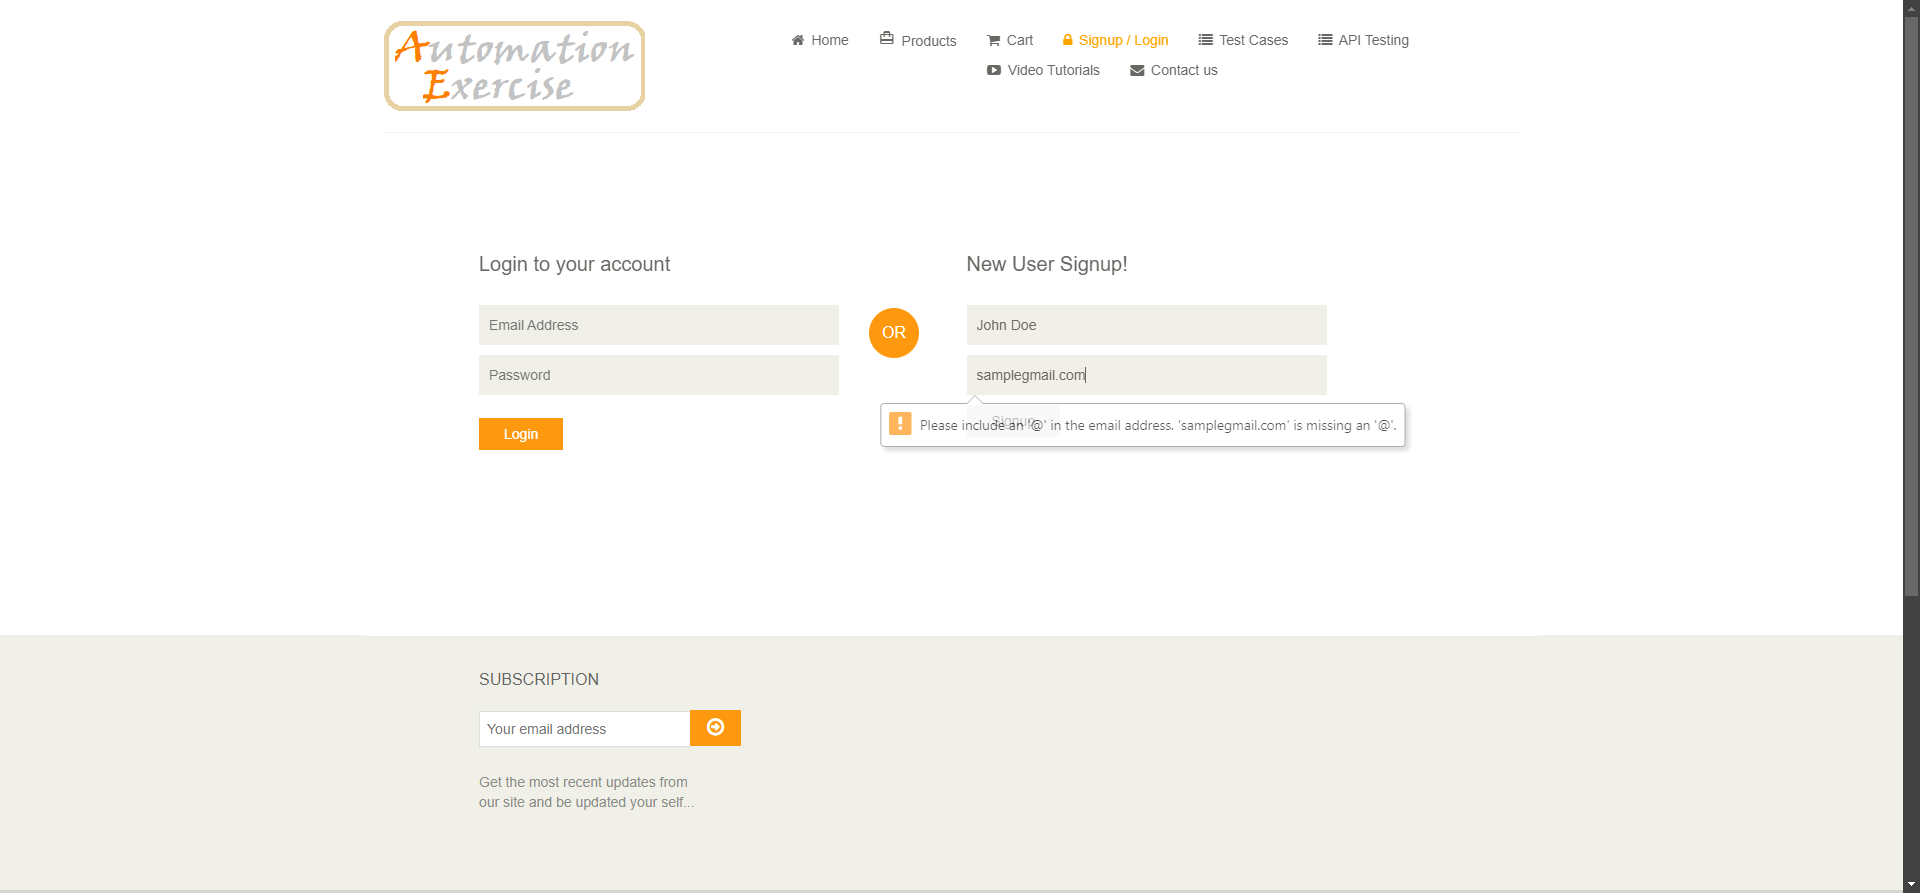 Automation
Exercise
Home
Products
Cart
Signup / Login
Test Cases
API Testing
Video Tutorials
Contact us
Login to your account
Email Address
Password
Login
OR
New User Signup!
John Doe
samplegmail.com
Signup
Please include an '@' in the email address. 'samplegmail.com' is missing an '@'.
SUBSCRIPTION
Your email address
Get the most recent updates from
our site and be updated your self...